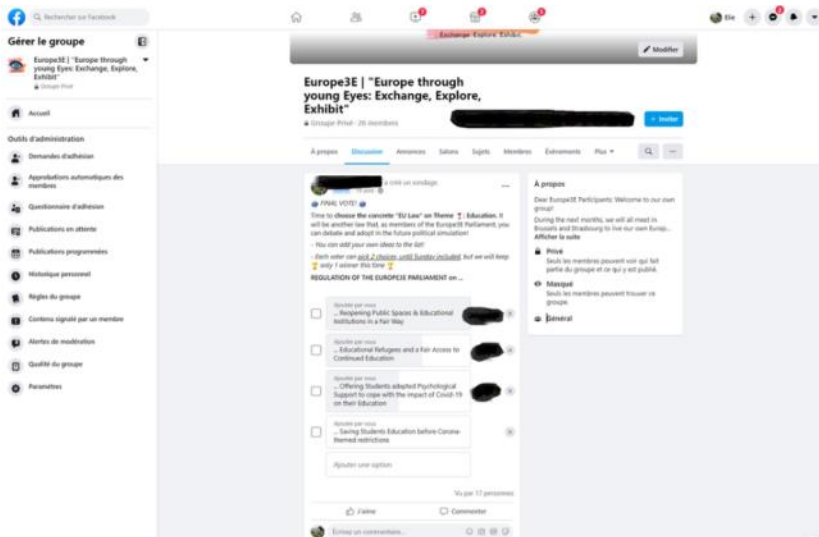 Rechercher sur Facebook
Elie
Gérer le groupe
Europe3E | "Europe through
young Eyes: Exchange, Explore,
Exhibit"
Groupe Privé
Accueil
Outils d'administration
Demandes d'adhésion
Approbations automatiques des
membres
Questionnaire d'adhésion
Publications en attente
Publications programmées
Historique personnel
Règles du groupe
Contenu signalé par un membre
Alertes de modération
Qualité du groupe
Paramètres
Exchange. Explore. Exhibit.
Modifier
Europe3E | "Europe through
young Eyes: Exchange, Explore,
Exhibit"
Groupe Privé · 26 membres
+ Inviter
À propos Discussion Annonces Salons Sujets Membres Évènements Plus
a créé un sondage.
FINAL VOTE!
Time to choose the concrete "EU Law" on Theme : Education. It
will be another law that, as members of the Europe3E Parliament, you
can debate and adopt in the future political simulation!
- You can add your own ideas to the list!
- Each voter can pick 2 choices, until Sunday included, but we will keep
only 1 winner this time
REGULATION OF THE EUROPE3E PARLIAMENT on ...
Ajoutée par vous
... Reopening Public Spaces & Educational
Institutions in a Fair Way
Ajoutée par vous
... Educational Refugees and a Fair Access to
Continued Education
Ajoutée par vous
... Offering Students adapted Psychological
Support to cope with the impact of Covid-19
on their Education
Ajoutée par vous
... Saving Students Education before Corona-
themed restrictions
Ajouter une option
Vu par 17 personnes
J'aime Commenter
Écrivez un commentaire...
À propos
Dear Europe3E Participants: Welcome to our own
group!
During the next months, we will all meet in
Brussels and Strasbourg to live our own Europ...
Afficher la suite
Privé
Seuls les membres peuvent voir qui fait
partie du groupe et ce qui y est publié.
Masqué
Seuls les membres peuvent trouver ce
groupe.
Général